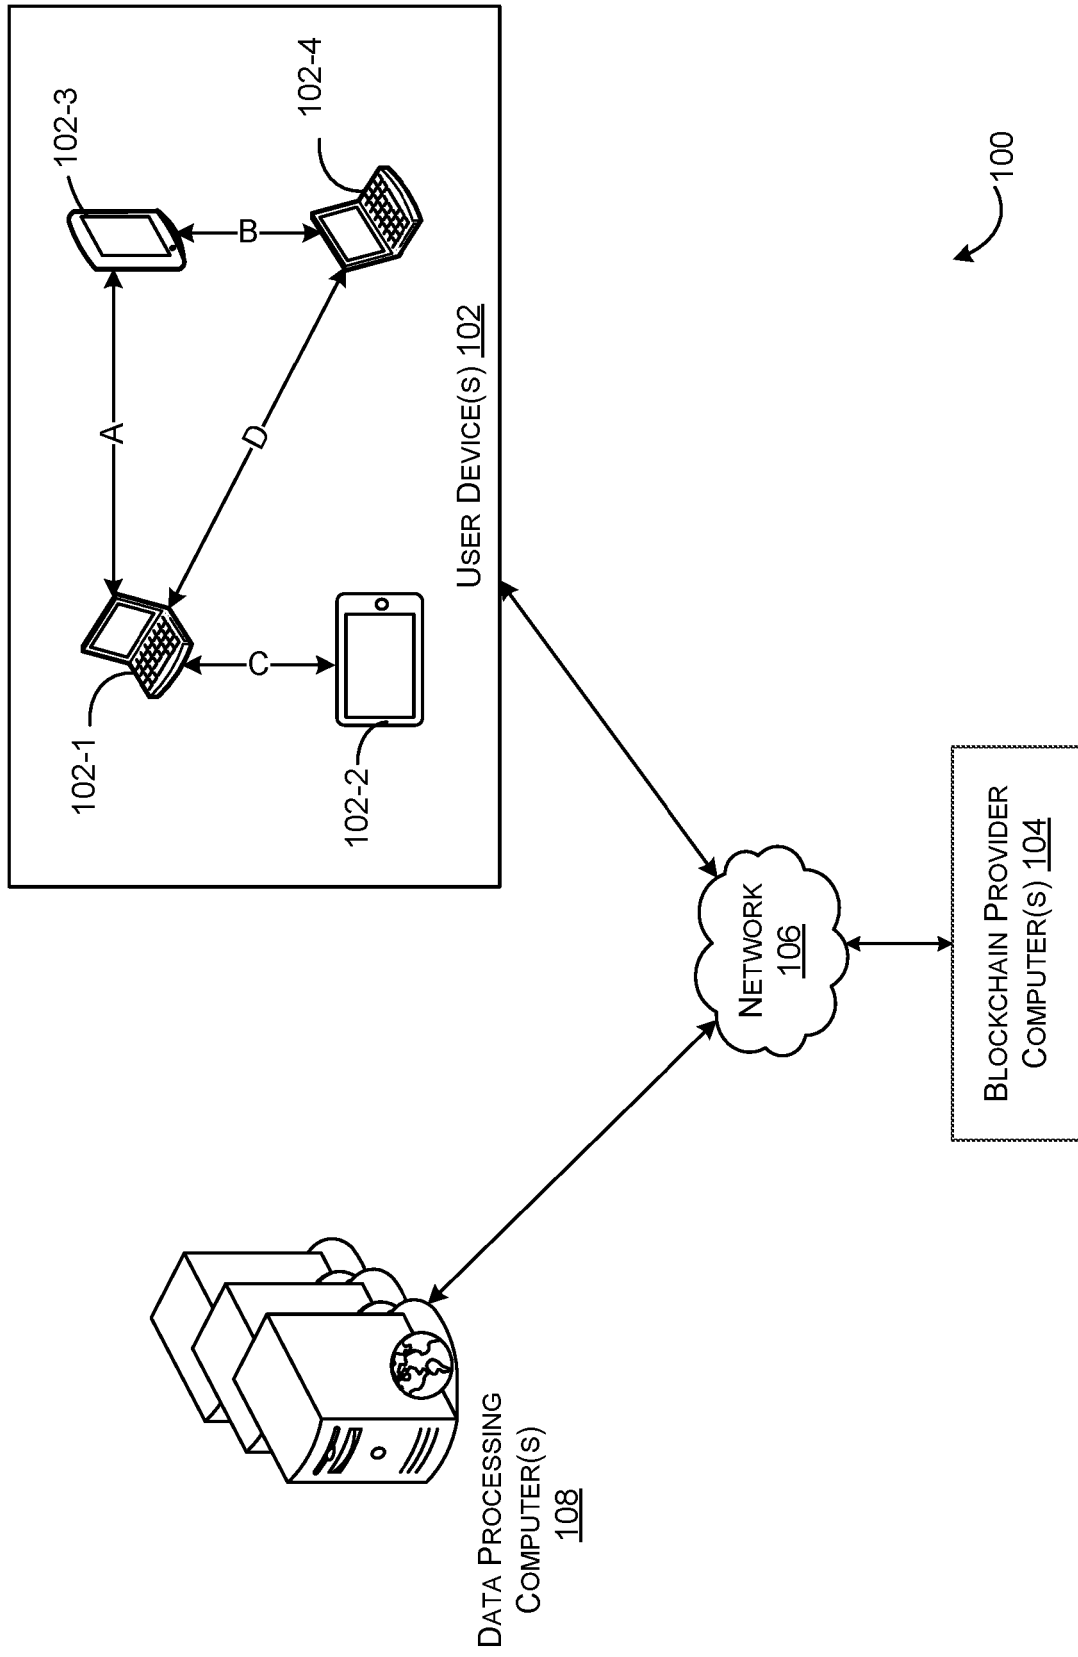 DATA PROCESSING
COMPUTER(S)
108
102-1
102-2
C
A
D
102-3
B
102-4
USER DEVICE(S) 102
NETWORK
106
BLOCKCHAIN PROVIDER
COMPUTER(S) 104
100